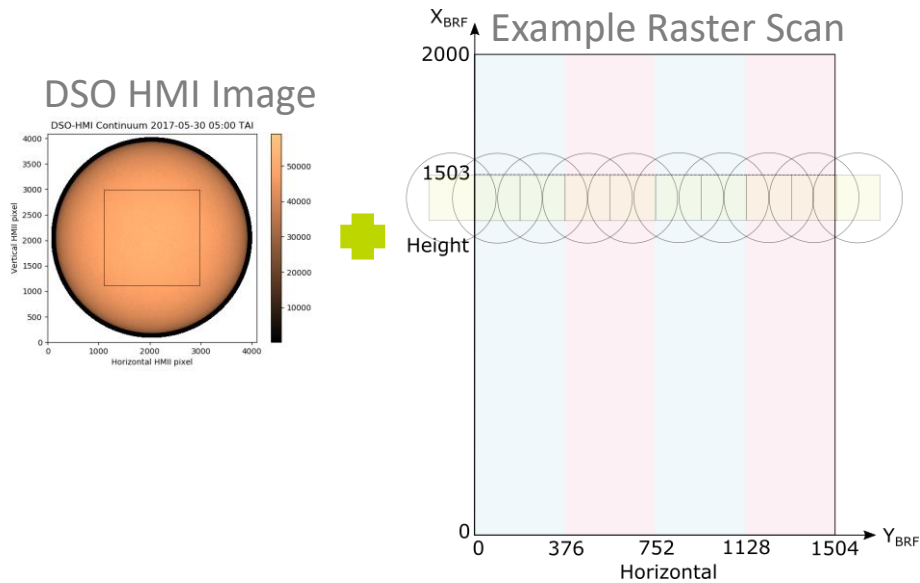 DSO HMI Image
DSO-HMI Continuum 2017-05-30 05:00 TAI
4000
3500
3000
2500
2000
1500
1000
500
0
Vertical HMII pixel
0 1000 2000 3000 4000
Horizontal HMII pixel
50000
40000
30000
20000
10000
Example Raster Scan
X_BRF
2000
1503
Height
0
0 376 752 1128 1504
Y_BRF
Horizontal